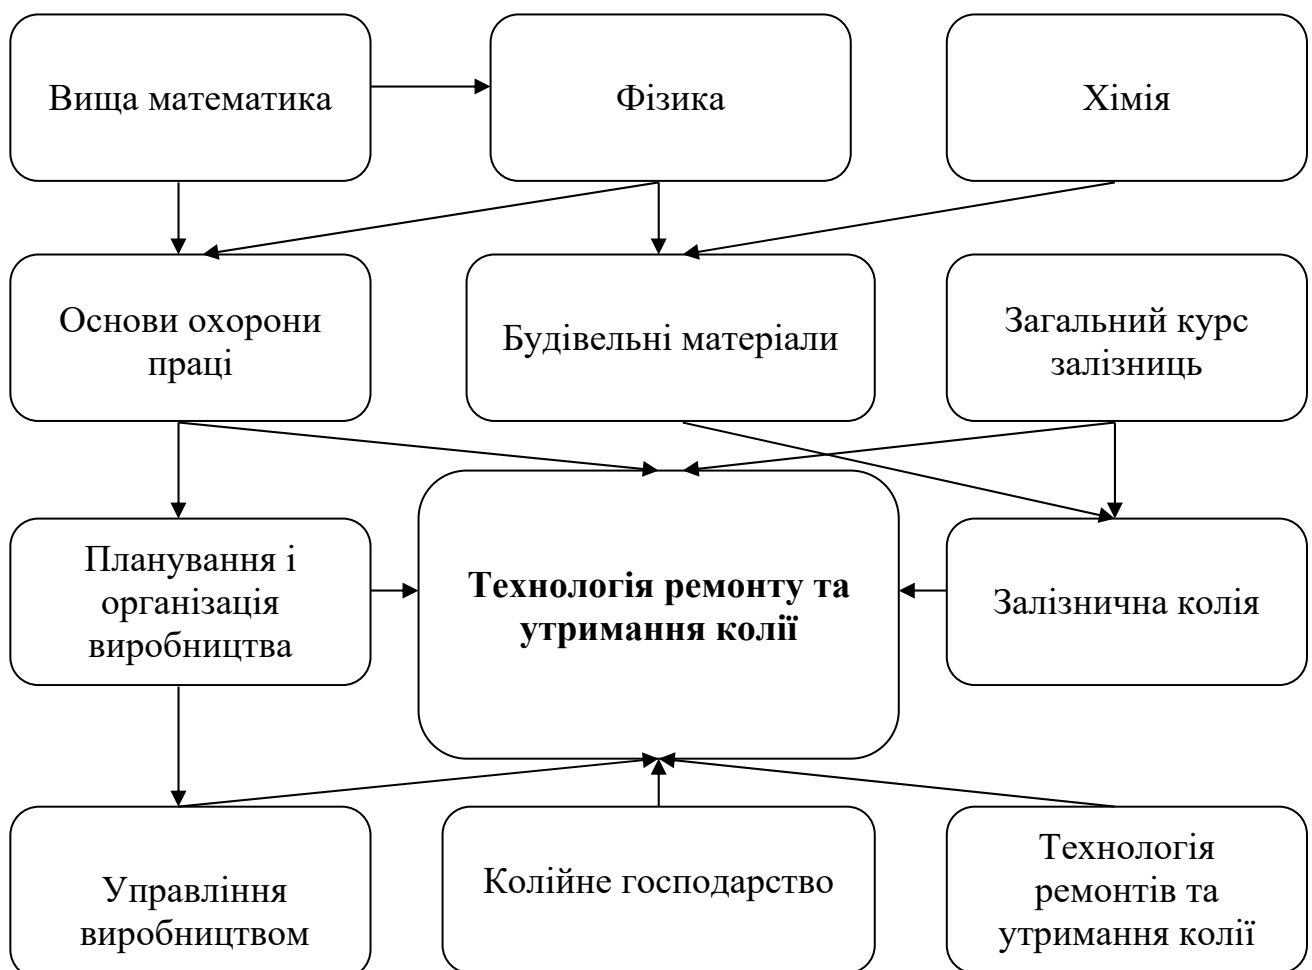 Вища математика
Фізика
Хімія
Основи охорони
праці
Будівельні матеріали
Загальний курс
залізниць
Планування і
організація
виробництва
Технологія ремонту та
утримання колії
Залізнична колія
Управління
виробництвом
Колійне господарство
Технологія
ремонтів та
утримання колії